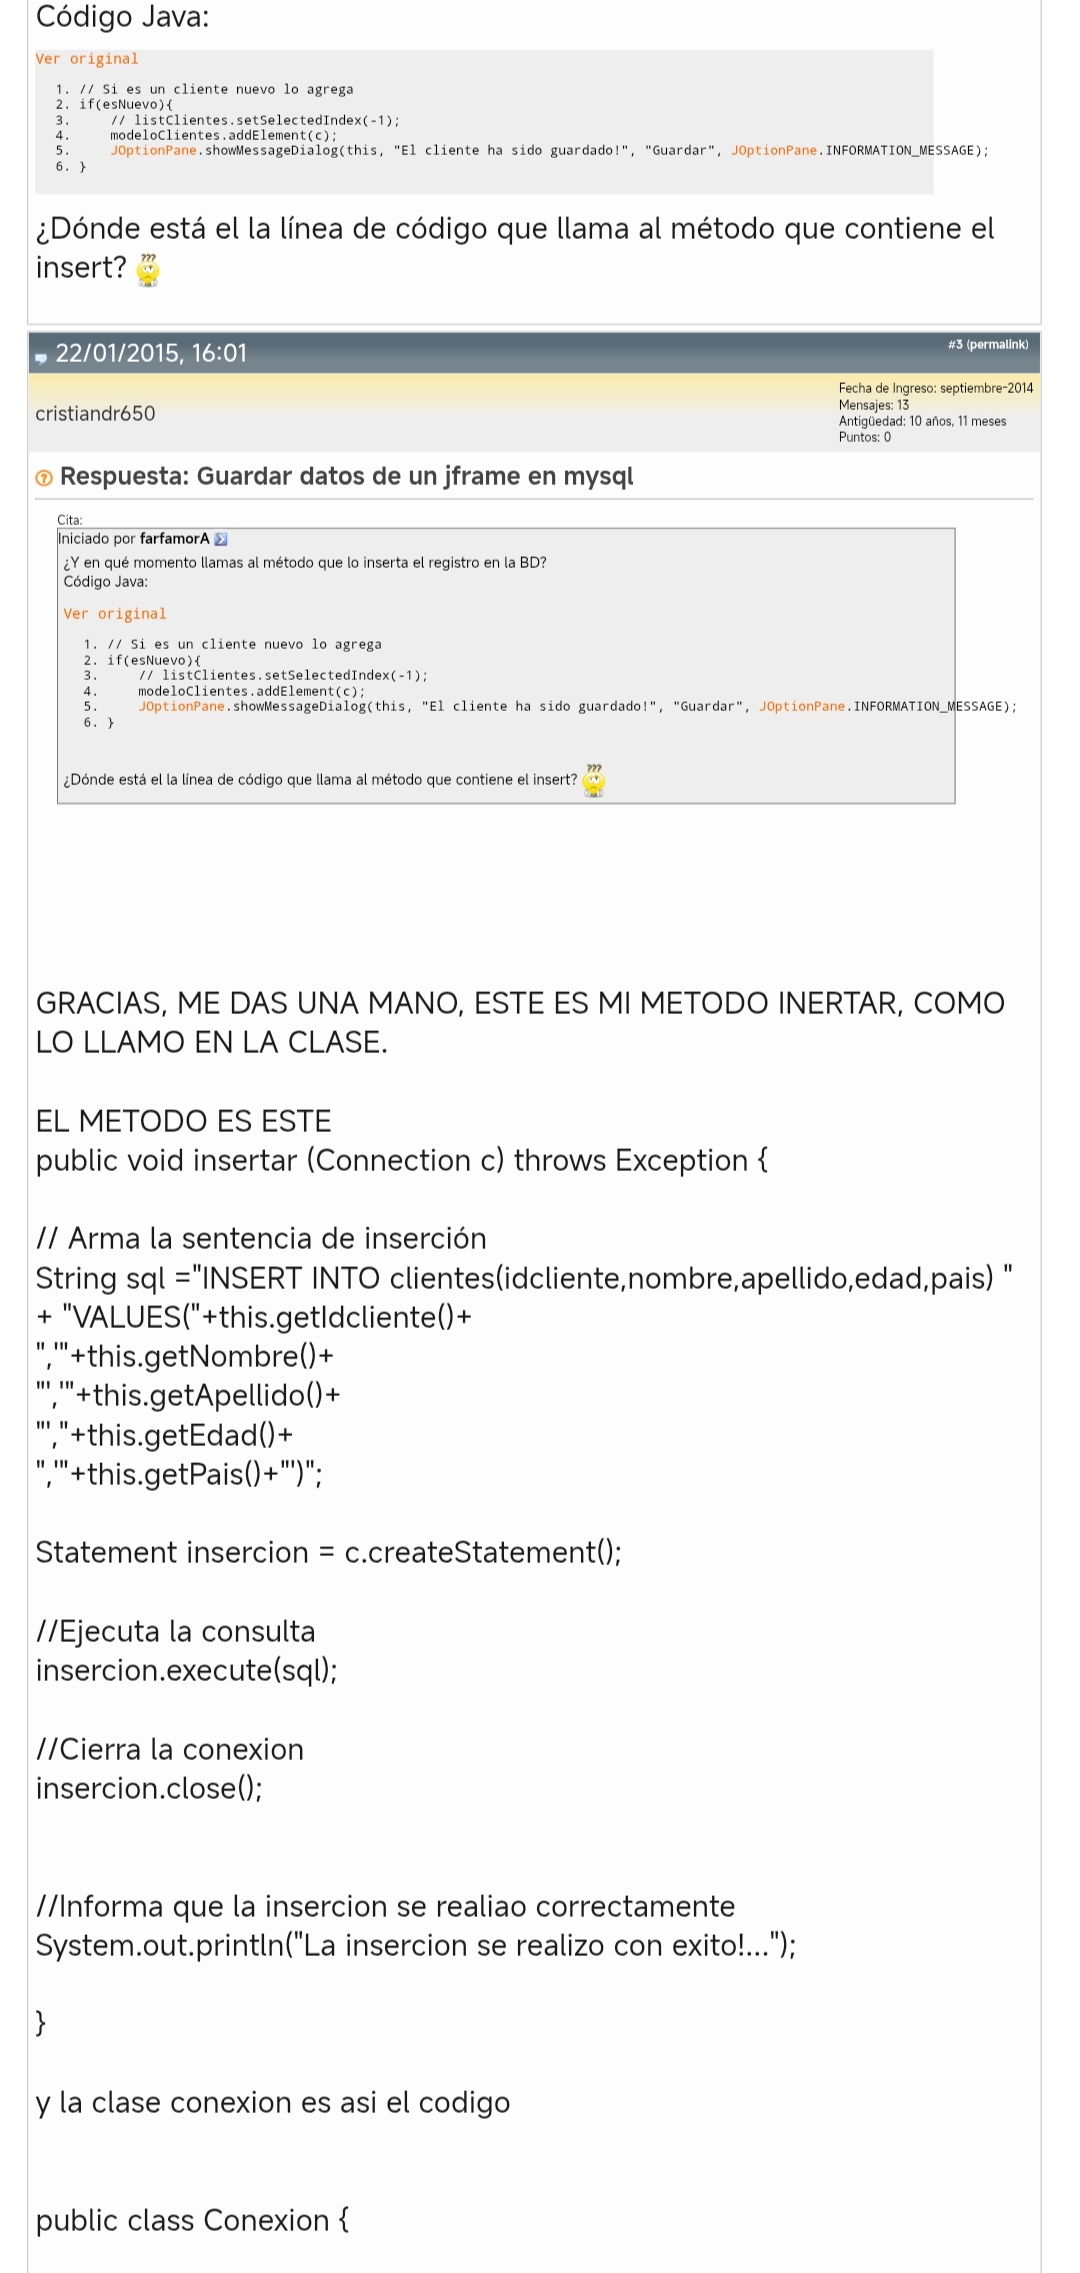 Código Java:
Ver original
1. // Si es un cliente nuevo lo agrega
2. if(esNuevo){
3. // listClientes.setSelectedIndex(-1);
4. modeloClientes.addElement(c);
5. JOptionPane.showMessageDialog(this, "El cliente ha sido guardado!", "Guardar", JOptionPane.INFORMATION_MESSAGE);
6. }
¿Dónde está el la línea de código que llama al método que contiene el
insert? ???
22/01/2015, 16:01
#3 (permalink)
cristiandr650
Fecha de Ingreso: septiembre-2014
Mensajes: 13
Antigüedad: 10 años, 11 meses
Puntos: 0
Respuesta: Guardar datos de un jframe en mysql
Cita:
Iniciado por farfamorA
¿Y en qué momento llamas al método que lo inserta el registro en la BD?
Código Java:
Ver original
1. // Si es un cliente nuevo lo agrega
2. if(esNuevo){
3. // listClientes.setSelectedIndex(-1);
4. modeloClientes.addElement(c);
5. JOptionPane.showMessageDialog(this, "El cliente ha sido guardado!", "Guardar", JOptionPane.INFORMATION_MESSAGE);
6. }
¿Dónde está el la línea de código que llama al método que contiene el insert? ???
GRACIAS, ME DAS UNA MANO, ESTE ES MI METODO INERTAR, COMO
LO LLAMO EN LA CLASE.
EL METODO ES ESTE
public void insertar (Connection c) throws Exception {
// Arma la sentencia de inserción
String sql ="INSERT INTO clientes(idcliente,nombre,apellido,edad,pais) "
+ "VALUES("+this.getIdcliente()+
",'"+this.getNombre()+
"','"+this.getApellido()+
"',"+this.getEdad()+
",'"+this.getPais()+"')";
Statement insercion = c.createStatement();
//Ejecuta la consulta
insercion.execute(sql);
//Cierra la conexion
insercion.close();
//Informa que la insercion se realiao correctamente
System.out.println("La insercion se realizo con exito!...");
}
y la clase conexion es asi el codigo
public class Conexion {